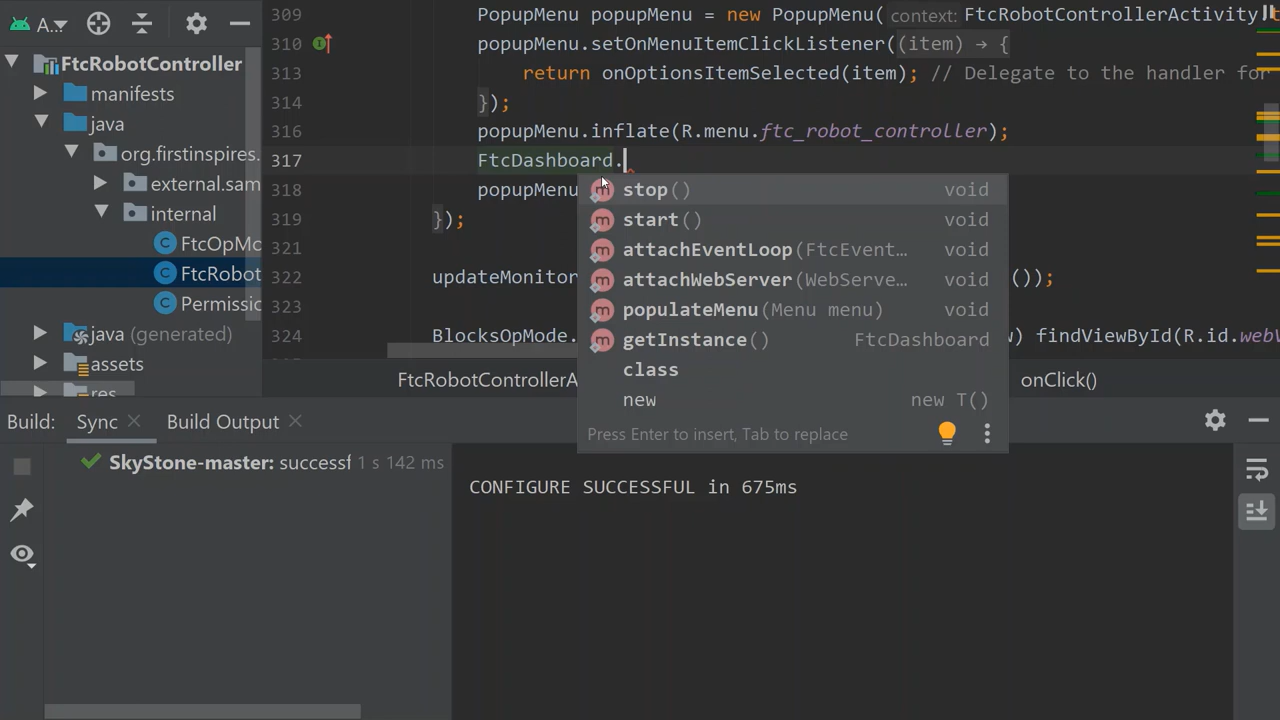 A...
FtcRobotController
manifests
java
org.firstinspires.
external.sam
internal
FtcOpMo
FtcRobot
Permissic
java (generated)
assets
res
309 PopupMenu popupMenu = new PopupMenu( context: FtcRobotControllerActivity.t
310 popupMenu.setOnMenuItemClickListener((item) → {
313 return onOptionsItemSelected(item); // Delegate to the handler for
314 });
316 popupMenu.inflate(R.menu.ftc_robot_controller);
317 FtcDashboard.
318 popupMenu
319 });
321
322 updateMonitor ());
323
324 BlocksOpMode. w) findViewById(R.id.webV
stop() void
start() void
attachEventLoop(FtcEvent... void
attachWebServer(WebServe... void
populateMenu(Menu menu) void
getInstance() FtcDashboard
class
new new T()
Press Enter to insert, Tab to replace
FtcRobotControllerA onClick()
Build: Sync Build Output
SkyStone-master: successf 1 s 142 ms
CONFIGURE SUCCESSFUL in 675ms